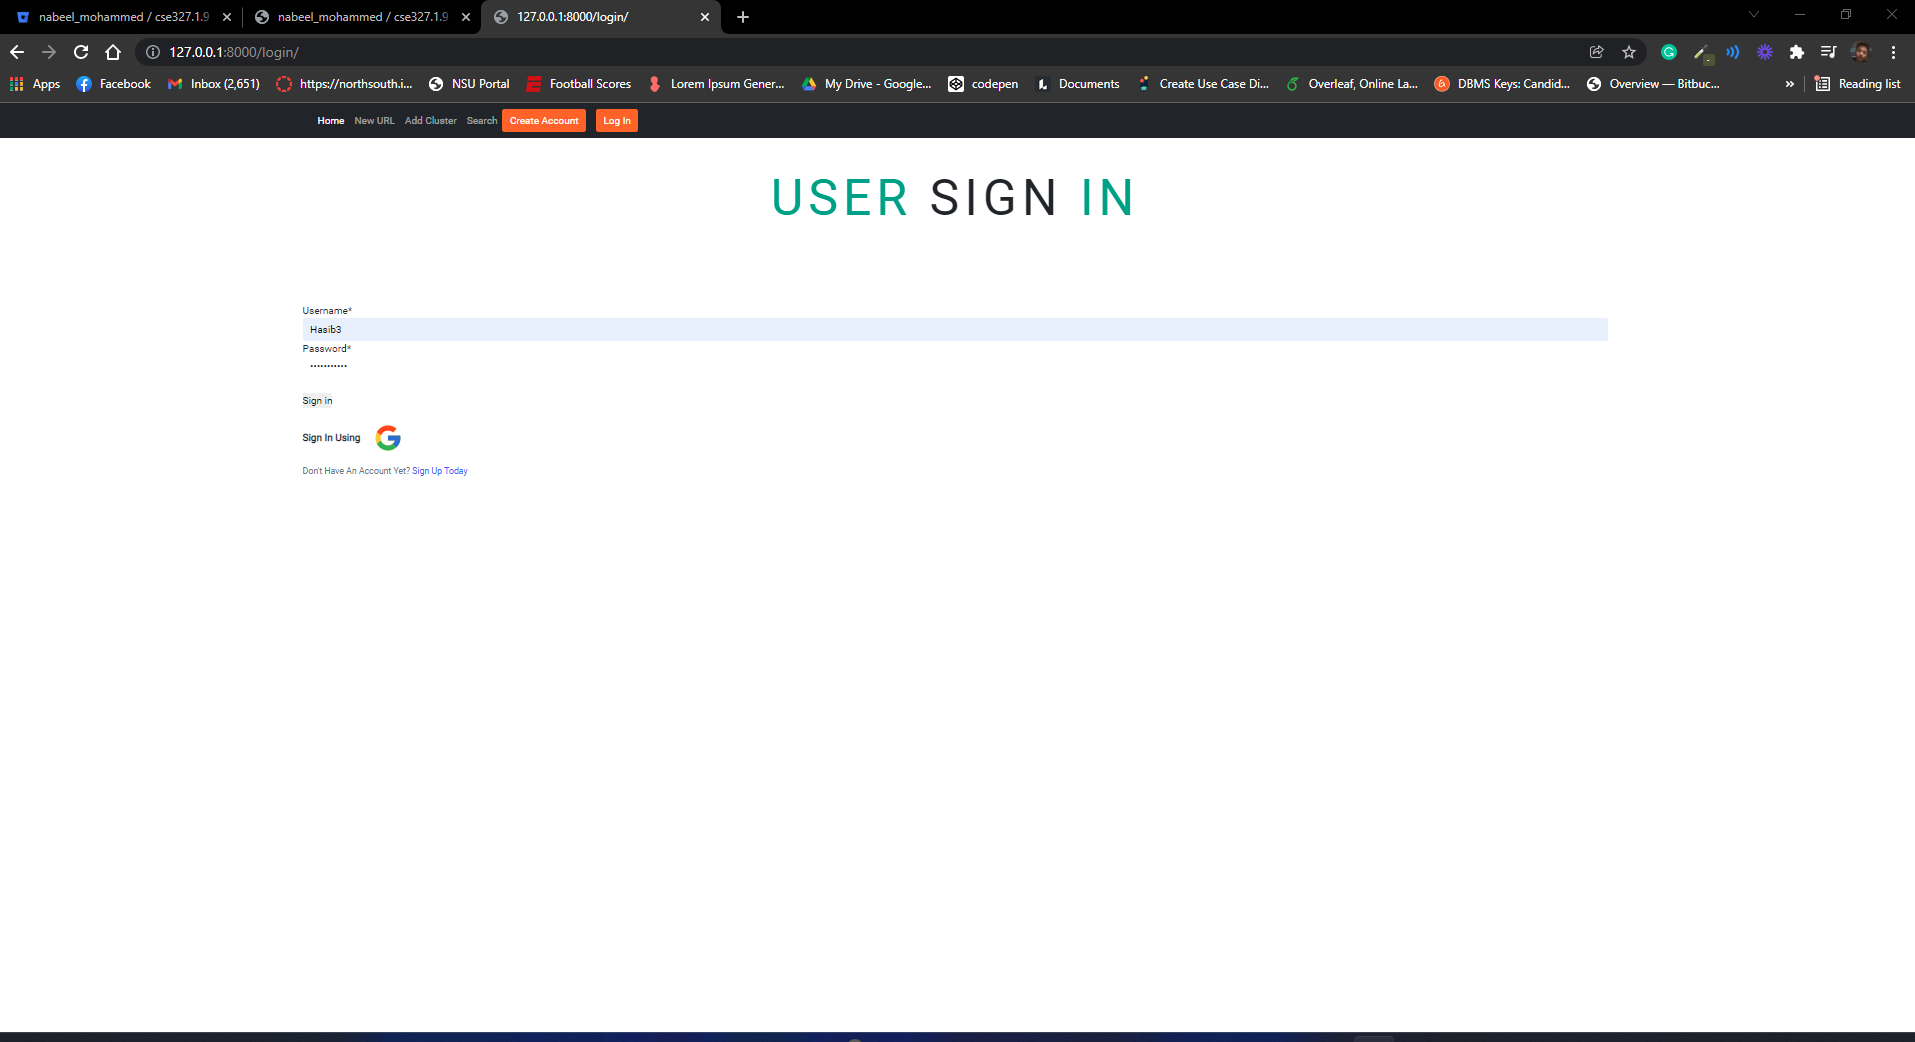 nabeel_mohammed / cse327.1.9 nabeel_mohammed / cse327.1.9 127.0.0.1:8000/login/
127.0.0.1:8000/login/
Apps Facebook Inbox (2,651) https://northsouth.i... NSU Portal Football Scores Lorem Ipsum Gener... My Drive - Google... codepen Documents Create Use Case Di... Overleaf, Online La... DBMS Keys: Candid... Overview — Bitbuc... » Reading list
Home New URL Add Cluster Search Create Account Log In
USER SIGN IN
Username*
Hasib3
Password*
Sign in
Sign In Using
Don't Have An Account Yet? Sign Up Today